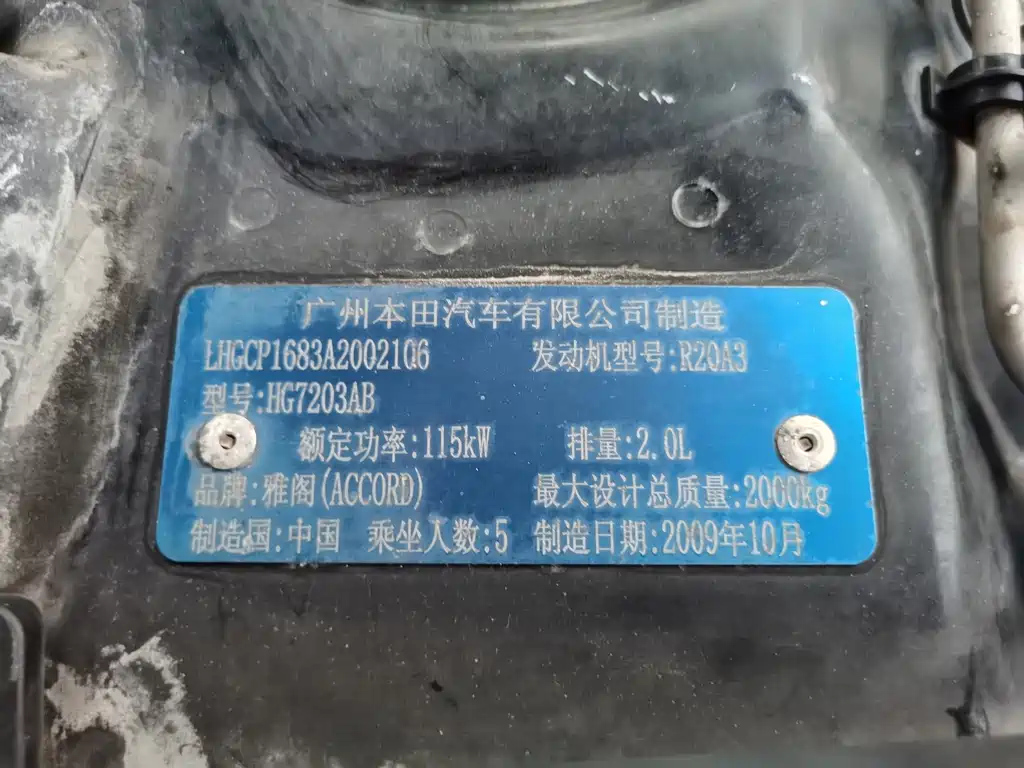 广州本田汽车有限公司制造
LHGCP1683A2002106 发动机型号:R20A3
型号:HG7203AB
额定功率:115kW 排量:2.0L
品牌:雅阁(ACCORD) 最大设计总质量:2000kg
制造国:中国 乘坐人数:5 制造日期:2009年10月